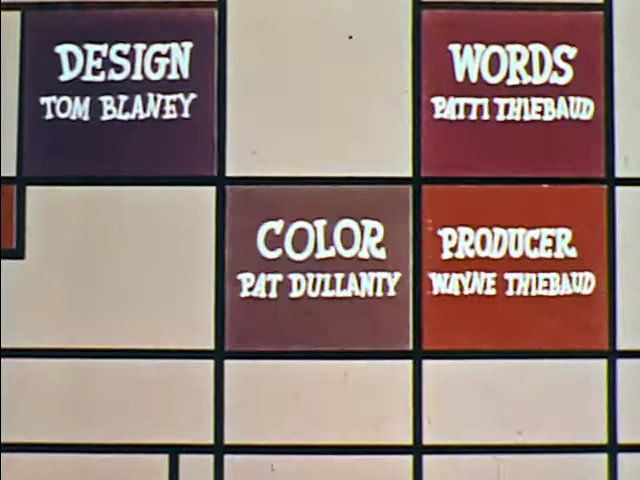 DESIGN
TOM BLANEY
WORDS
PATTI THIEBAUD
COLOR
PAT DULLANTY
PRODUCER
WAYNE THIEBAUD